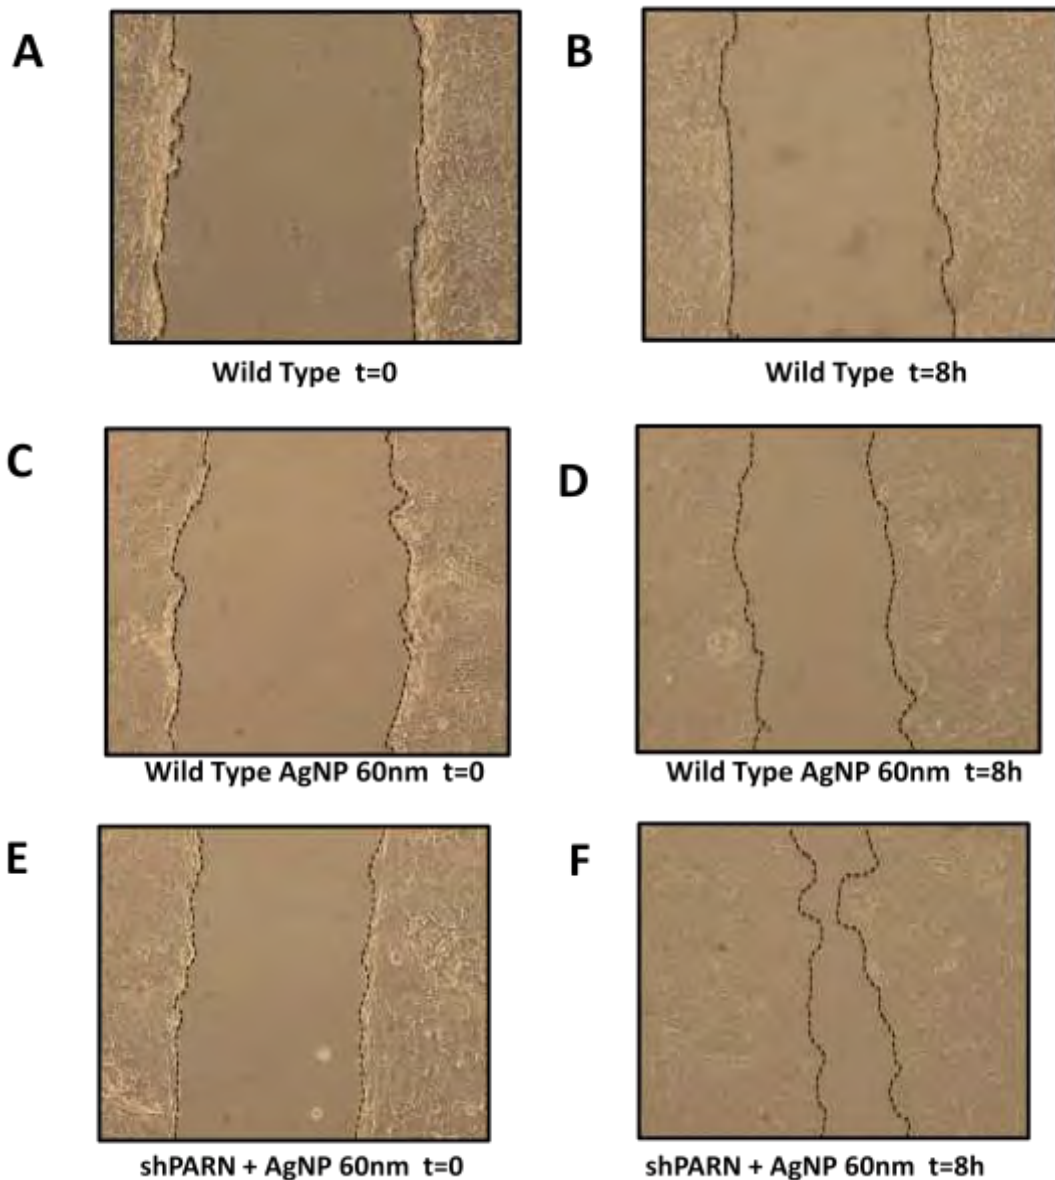 A
B
Wild Type t=0
Wild Type t=8h
C
D
Wild Type AgNP 60nm t=0
Wild Type AgNP 60nm t=8h
E
F
shPARN + AgNP 60nm t=0
shPARN + AgNP 60nm t=8h